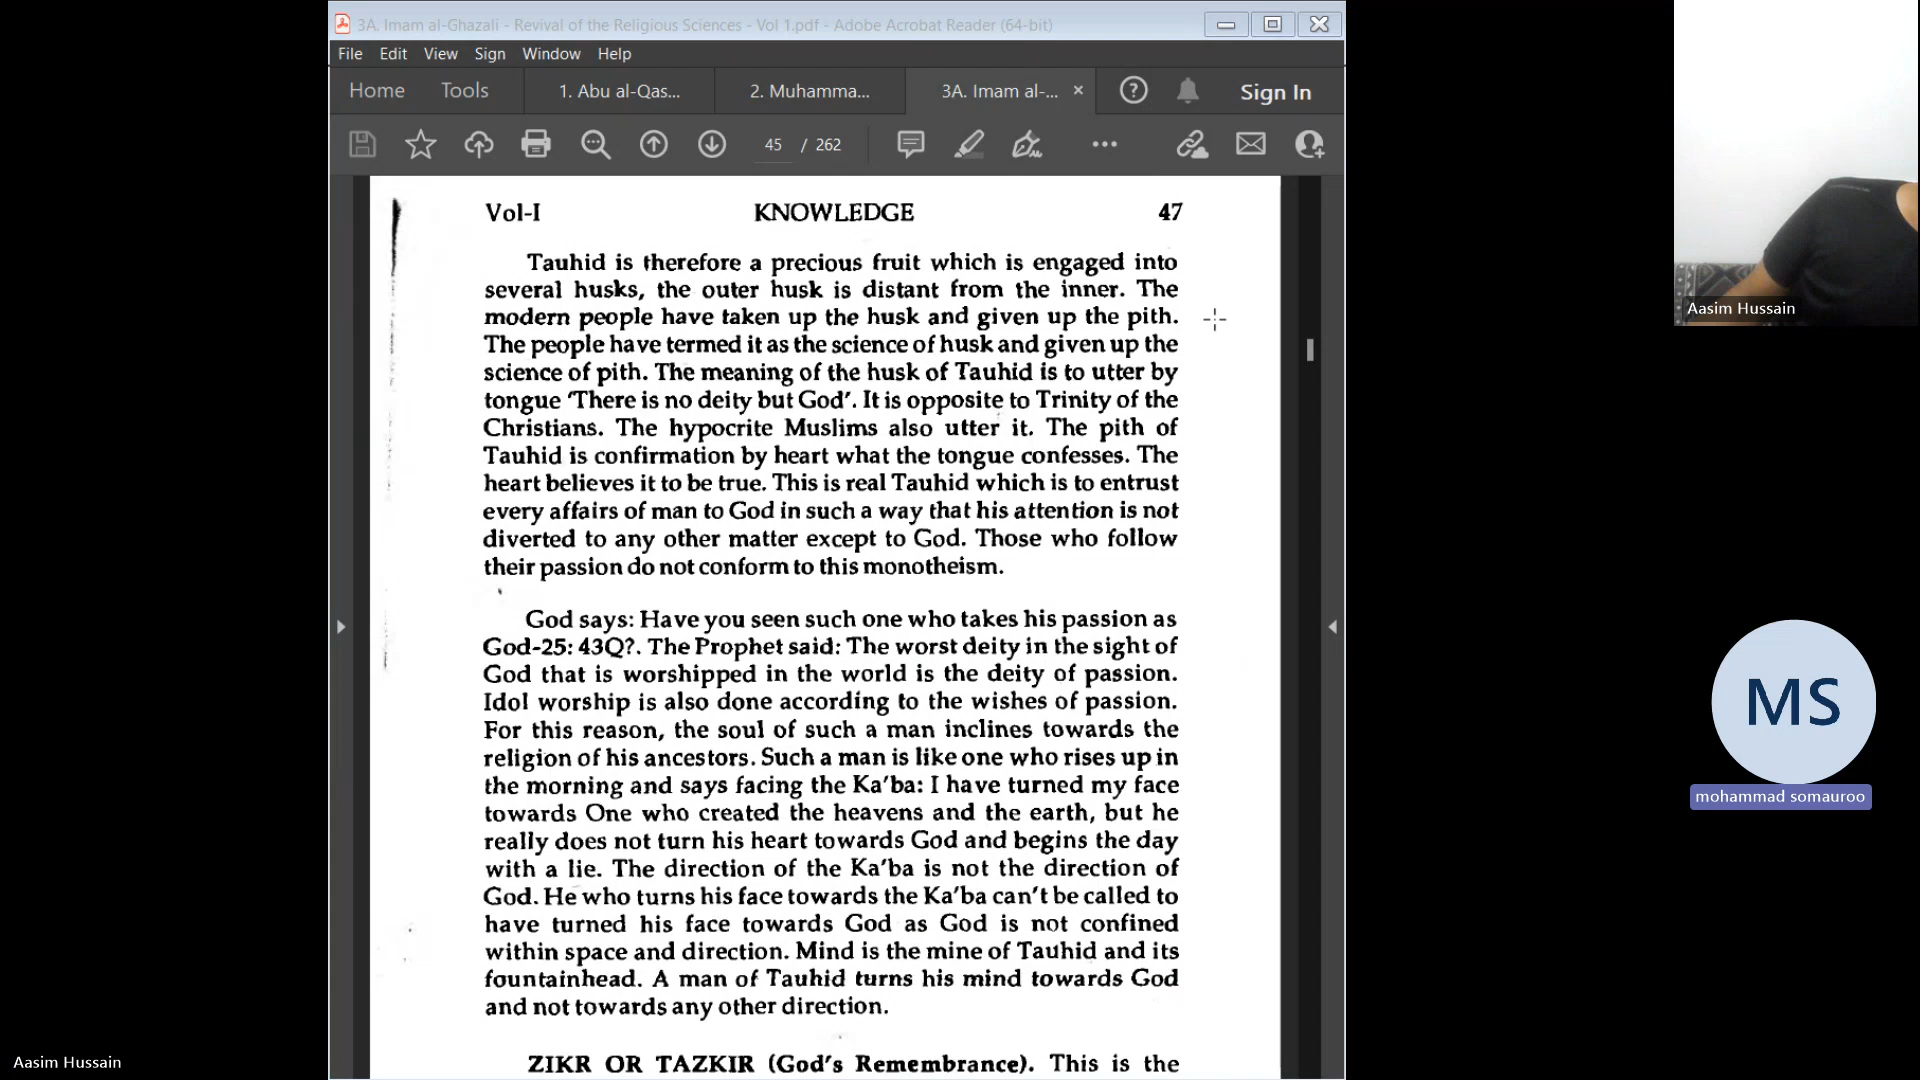 3A. Imam al-Ghazali - Revival of the Religious Sciences - Vol 1.pdf - Adobe Acrobat Reader (64-bit)
File Edit View Sign Window Help
Home Tools 1. Abu al-Qas... 2. Muhamma... 3A. Imam al-... Sign In
45 / 262
Vol-I KNOWLEDGE 47
Tauhid is therefore a precious fruit which is engaged into
several husks, the outer husk is distant from the inner. The
modern people have taken up the husk and given up the pith.
The people have termed it as the science of husk and given up the
science of pith. The meaning of the husk of Tauhid is to utter by
tongue 'There is no deity but God'. It is opposite to Trinity of the
Christians. The hypocrite Muslims also utter it. The pith of
Tauhid is confirmation by heart what the tongue confesses. The
heart believes it to be true. This is real Tauhid which is to entrust
every affairs of man to God in such a way that his attention is not
diverted to any other matter except to God. Those who follow
their passion do not conform to this monotheism.
God says: Have you seen such one who takes his passion as
God-25: 43Q?. The Prophet said: The worst deity in the sight of
God that is worshipped in the world is the deity of passion.
Idol worship is also done according to the wishes of passion.
For this reason, the soul of such a man inclines towards the
religion of his ancestors. Such a man is like one who rises up in
the morning and says facing the Ka'ba: I have turned my face
towards One who created the heavens and the earth, but he
really does not turn his heart towards God and begins the day
with a lie. The direction of the Ka'ba is not the direction of
God. He who turns his face towards the Ka'ba can't be called to
have turned his face towards God as God is not confined
within space and direction. Mind is the mine of Tauhid and its
fountainhead. A man of Tauhid turns his mind towards God
and not towards any other direction.
ZIKR OR TAZKIR (God's Remembrance). This is the
Aasim Hussain
MS
mohammad somauroo
Aasim Hussain